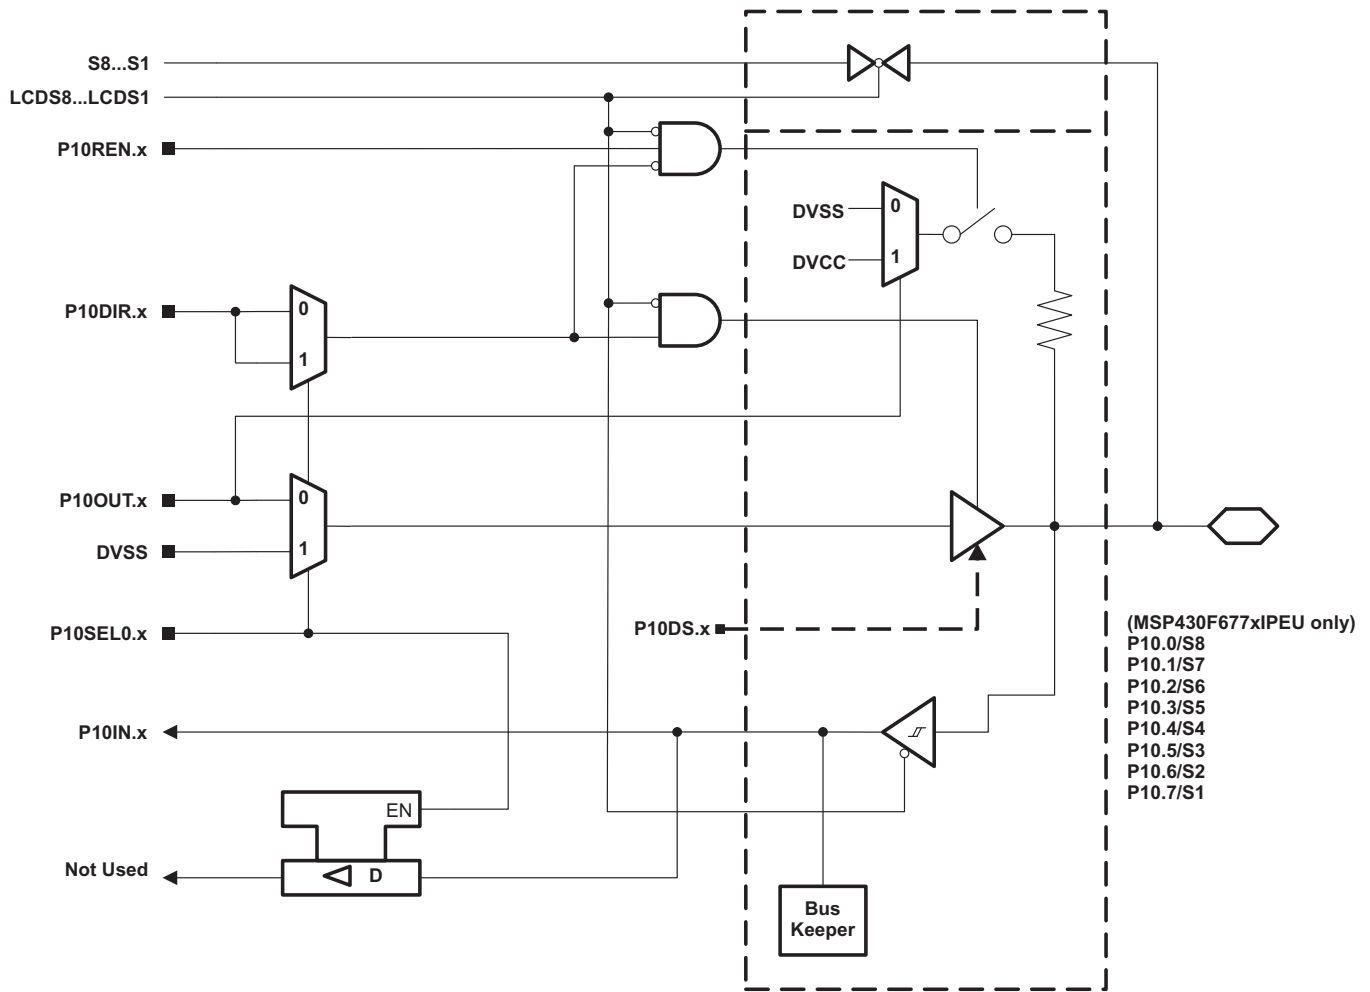 S8...S1
LCDS8...LCDS1
P10REN.x
DVSS
0
DVCC
1
P10DIR.x
0
1
P10OUT.x
0
DVSS
1
P10SEL0.x
P10DS.x
(MSP430F677xIPEU only)
P10.0/S8
P10.1/S7
P10.2/S6
P10.3/S5
P10.4/S4
P10.5/S3
P10.6/S2
P10.7/S1
P10IN.x
EN
Not Used
D
Bus
Keeper